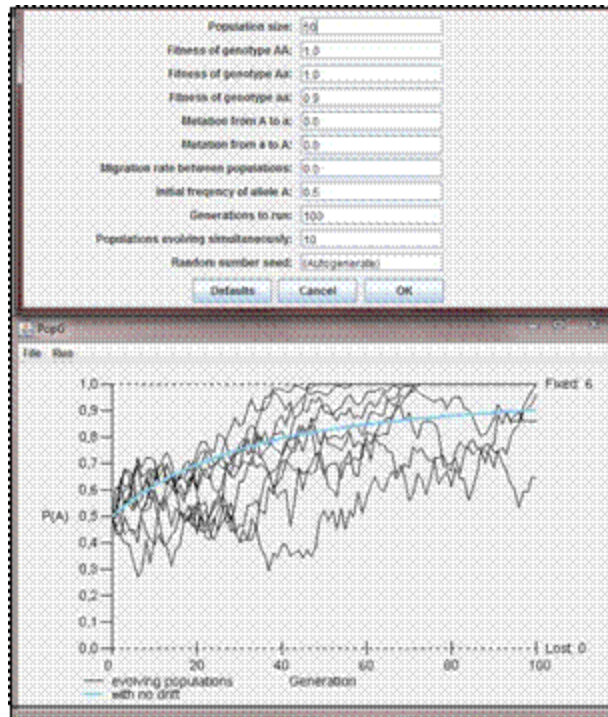 Population size: 50
Fitness of genotype AA: 1.0
Fitness of genotype Aa: 1.0
Fitness of genotype aa: 0.9
Mutation from A to a: 0.0
Mutation from a to A: 0.0
Migration rate between populations: 0.0
Initial freqency of allele A: 0.5
Generations to run: 100
Populations evolving simultaneously: 10
Random number seed: (Autogenerate)
Defaults Cancel OK
PopG
File Run
1,0 Fixed: 6
0,9
0,8
0,7
0,6
P(A) 0,5
0,4
0,3
0,2
0,1
0,0 Lost: 0
0 20 40 60 80 100
evolving populations Generation
with no drift